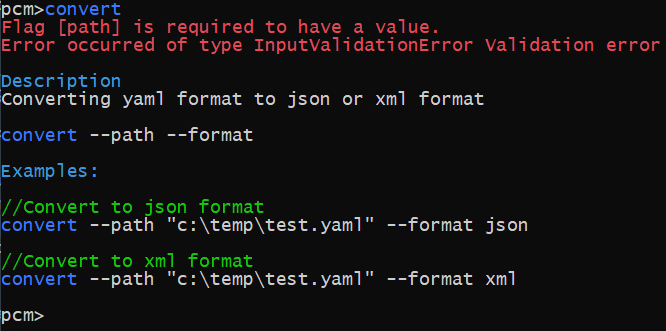 pcm>convert
Flag [path] is required to have a value.
Error occurred of type InputValidationError Validation error
Description
Converting yaml format to json or xml format
convert --path --format
Examples:
//Convert to json format
convert --path "c:\temp\test.yaml" --format json
//Convert to xml format
convert --path "c:\temp\test.yaml" --format xml
pcm>